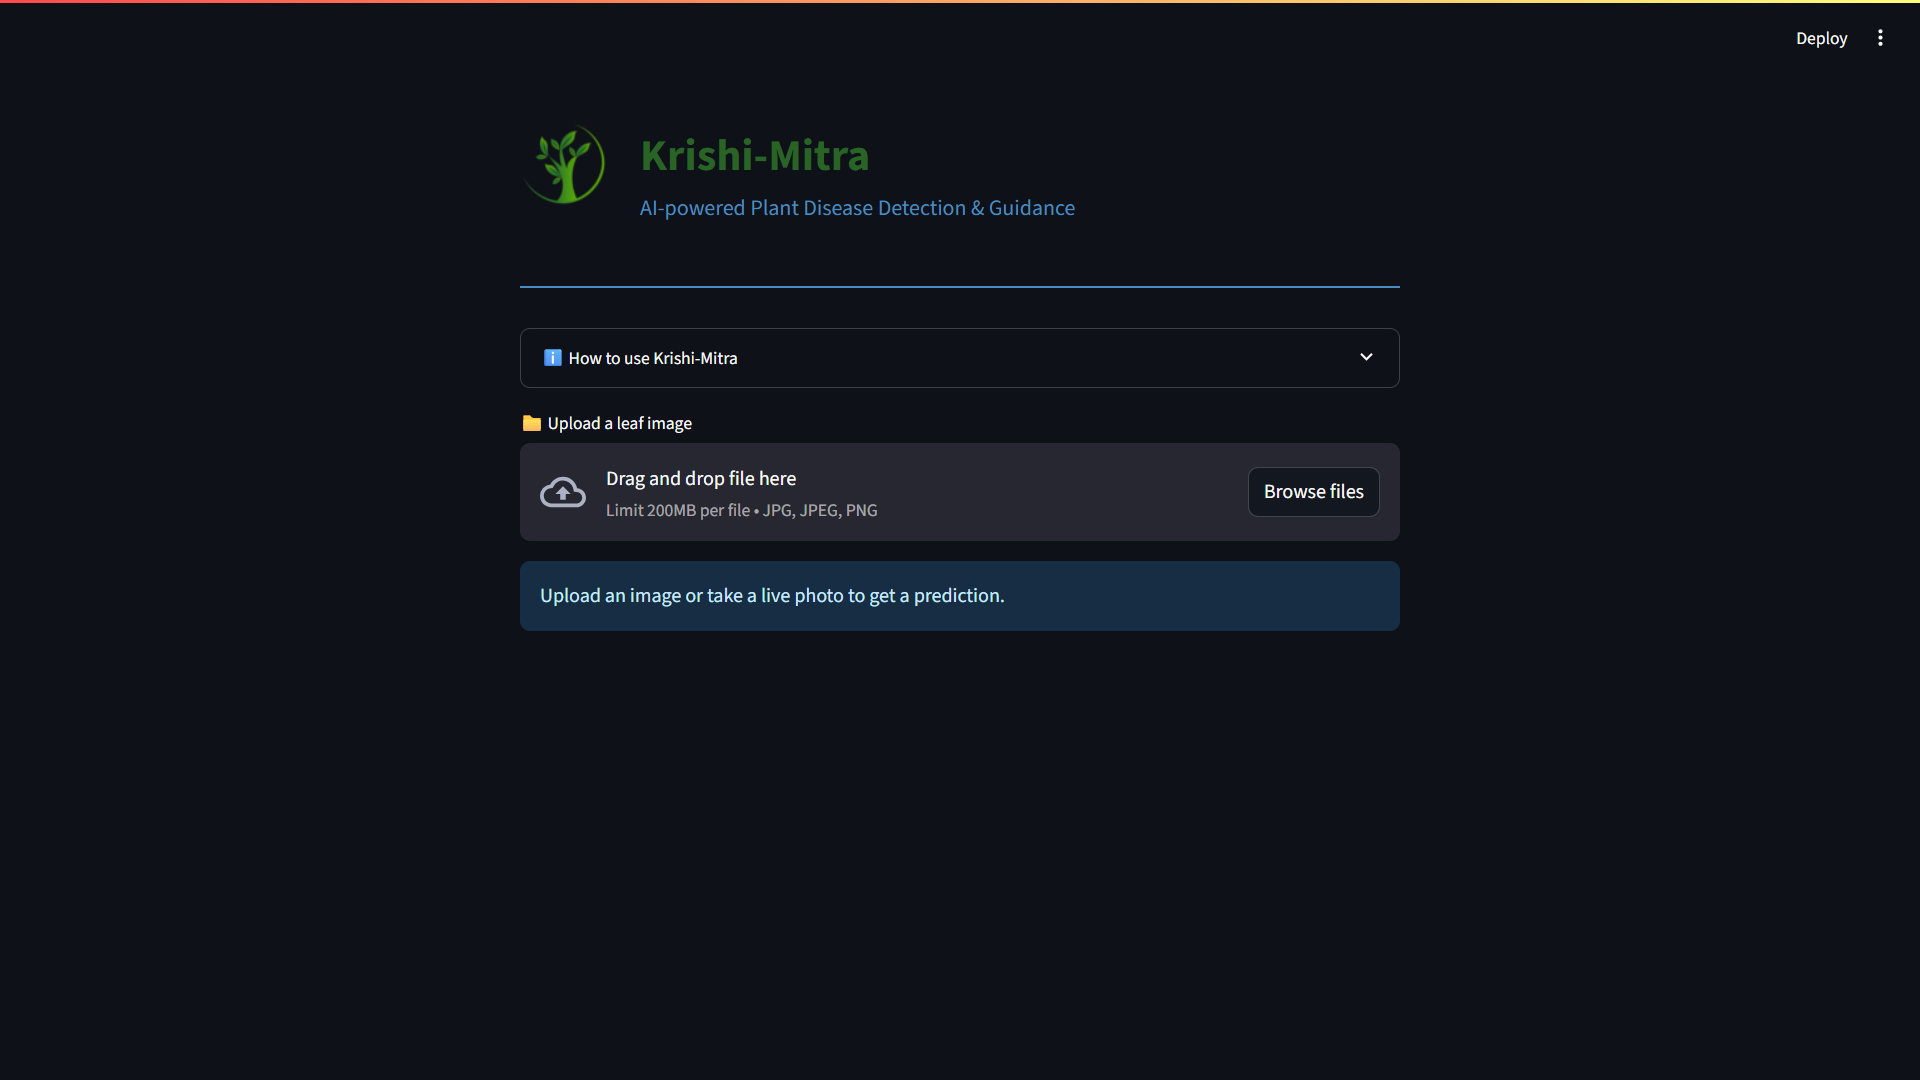 Deploy
Krishi-Mitra
AI-powered Plant Disease Detection & Guidance
ℹ️ How to use Krishi-Mitra
📁 Upload a leaf image
Drag and drop file here
Limit 200MB per file • JPG, JPEG, PNG
Browse files
Upload an image or take a live photo to get a prediction.